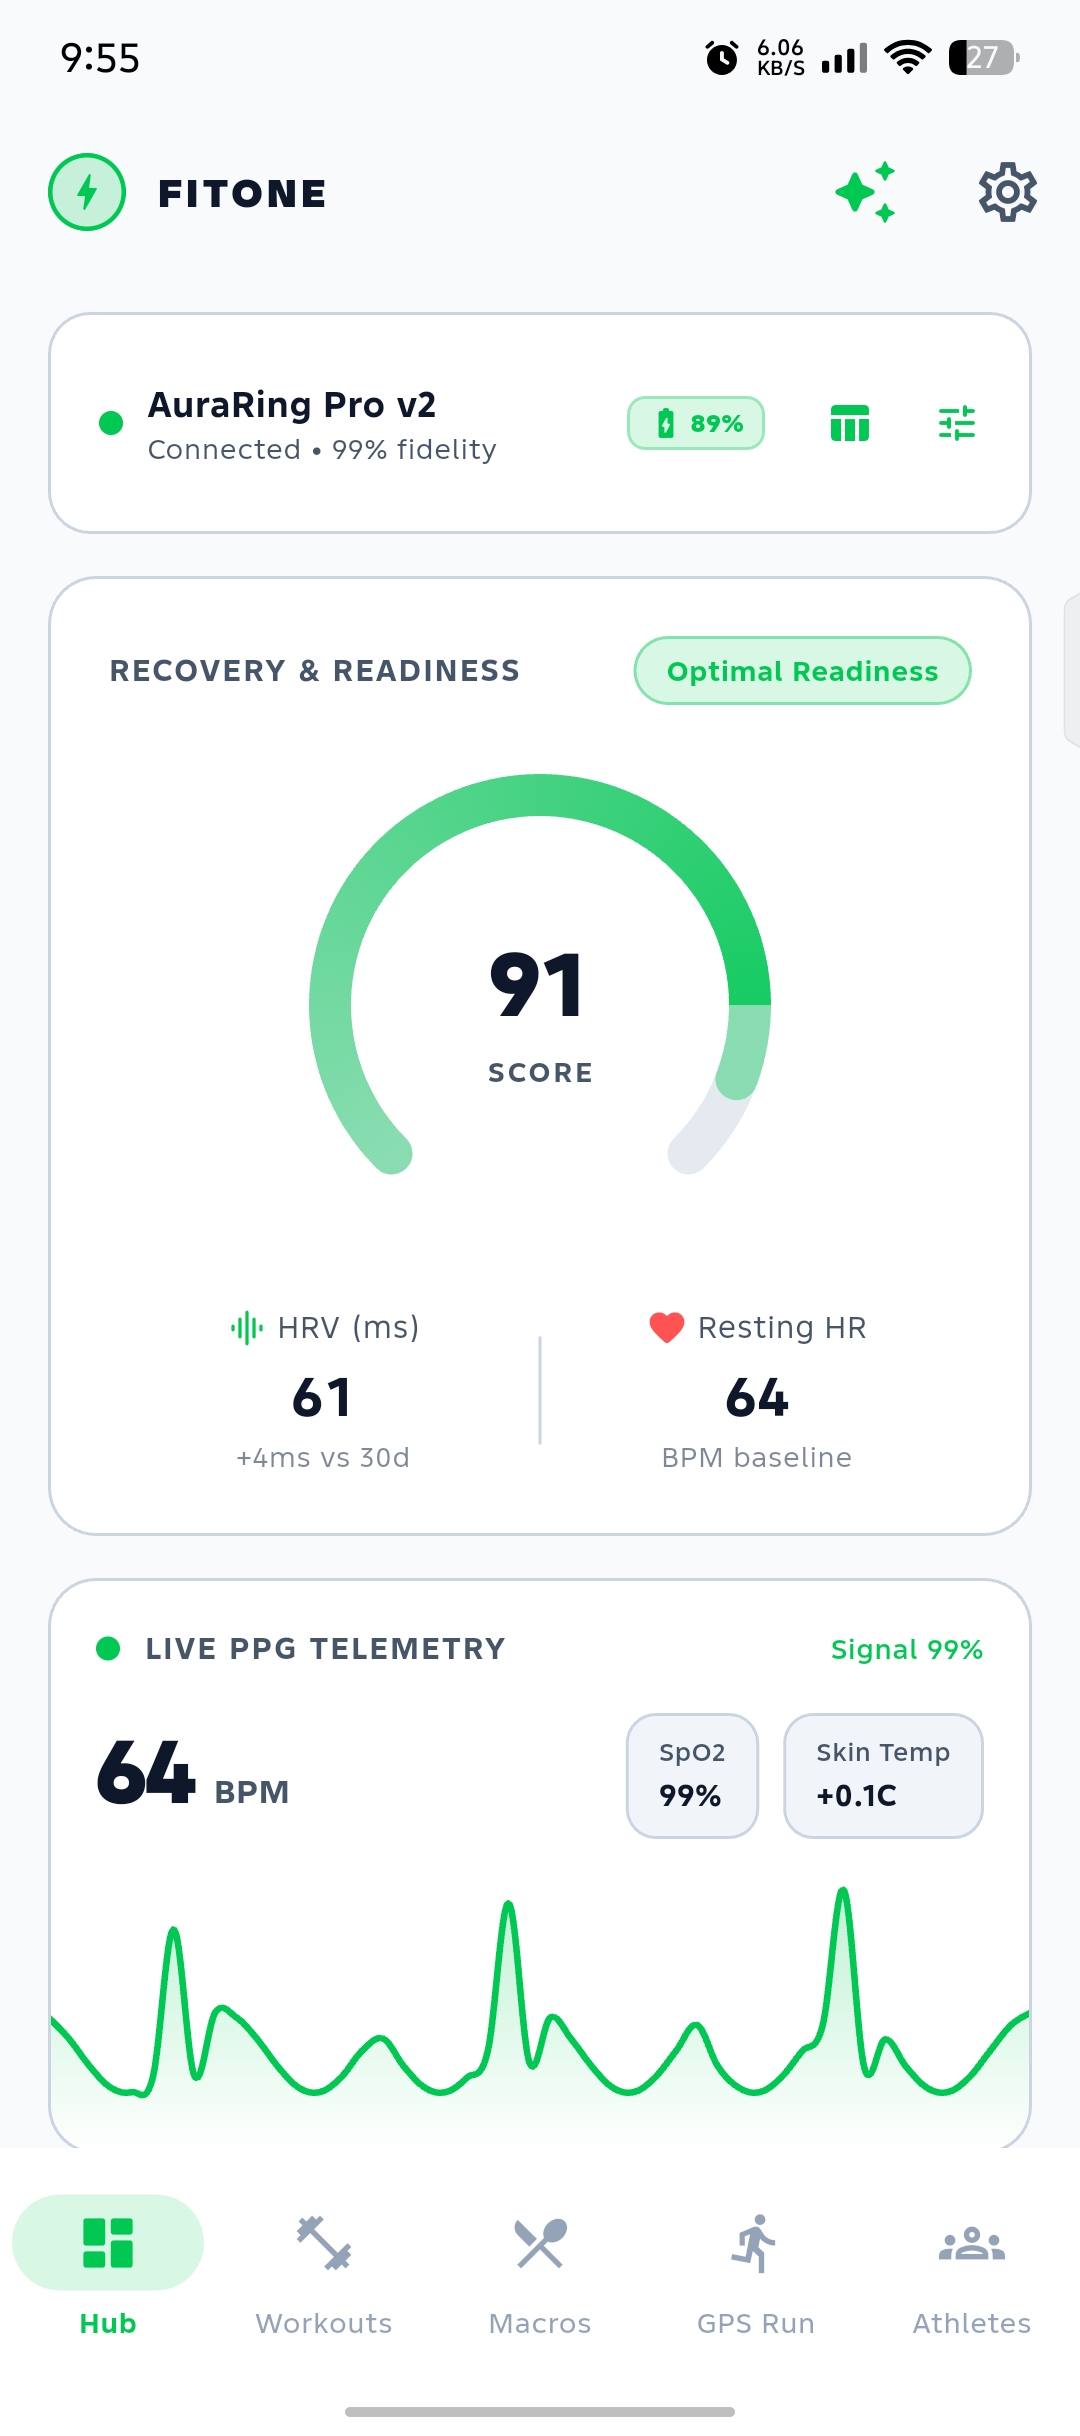 9:55
6.06
KB/S
27
FITONE
AuraRing Pro v2
Connected • 99% fidelity
89%
RECOVERY & READINESS
Optimal Readiness
91
SCORE
HRV (ms)
61
+4ms vs 30d
Resting HR
64
BPM baseline
LIVE PPG TELEMETRY
Signal 99%
64 BPM
SpO2
99%
Skin Temp
+0.1C
Hub
Workouts
Macros
GPS Run
Athletes